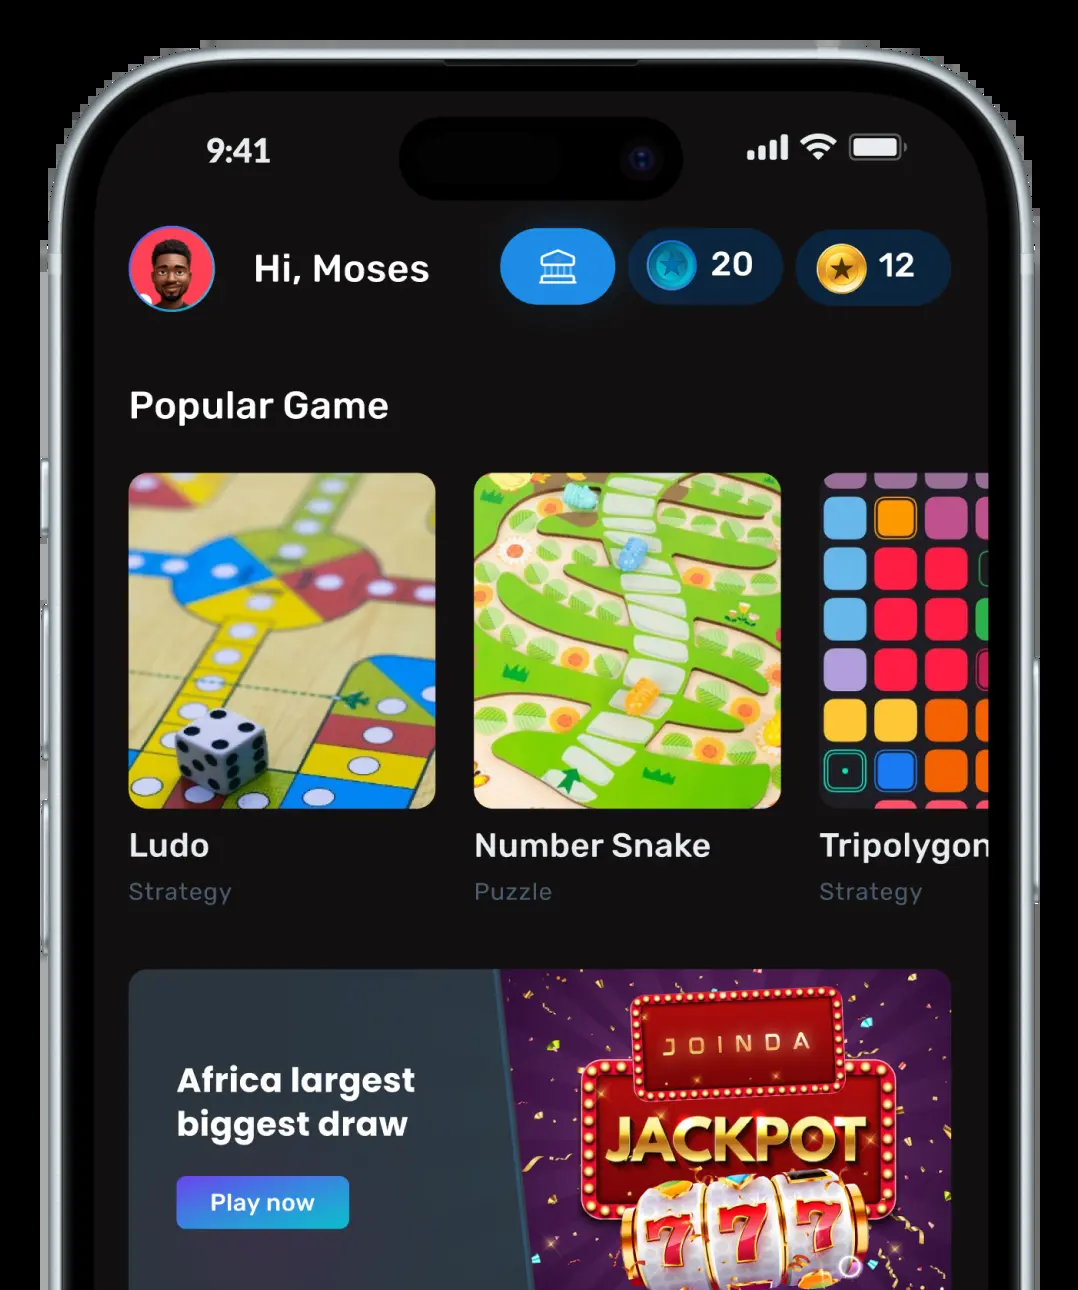 9:41
Hi, Moses
20
12
Popular Game
Ludo
Strategy
Number Snake
Puzzle
Tripolygon
Strategy
Africa largest
biggest draw
Play now
JOINDA
JACKPOT
777